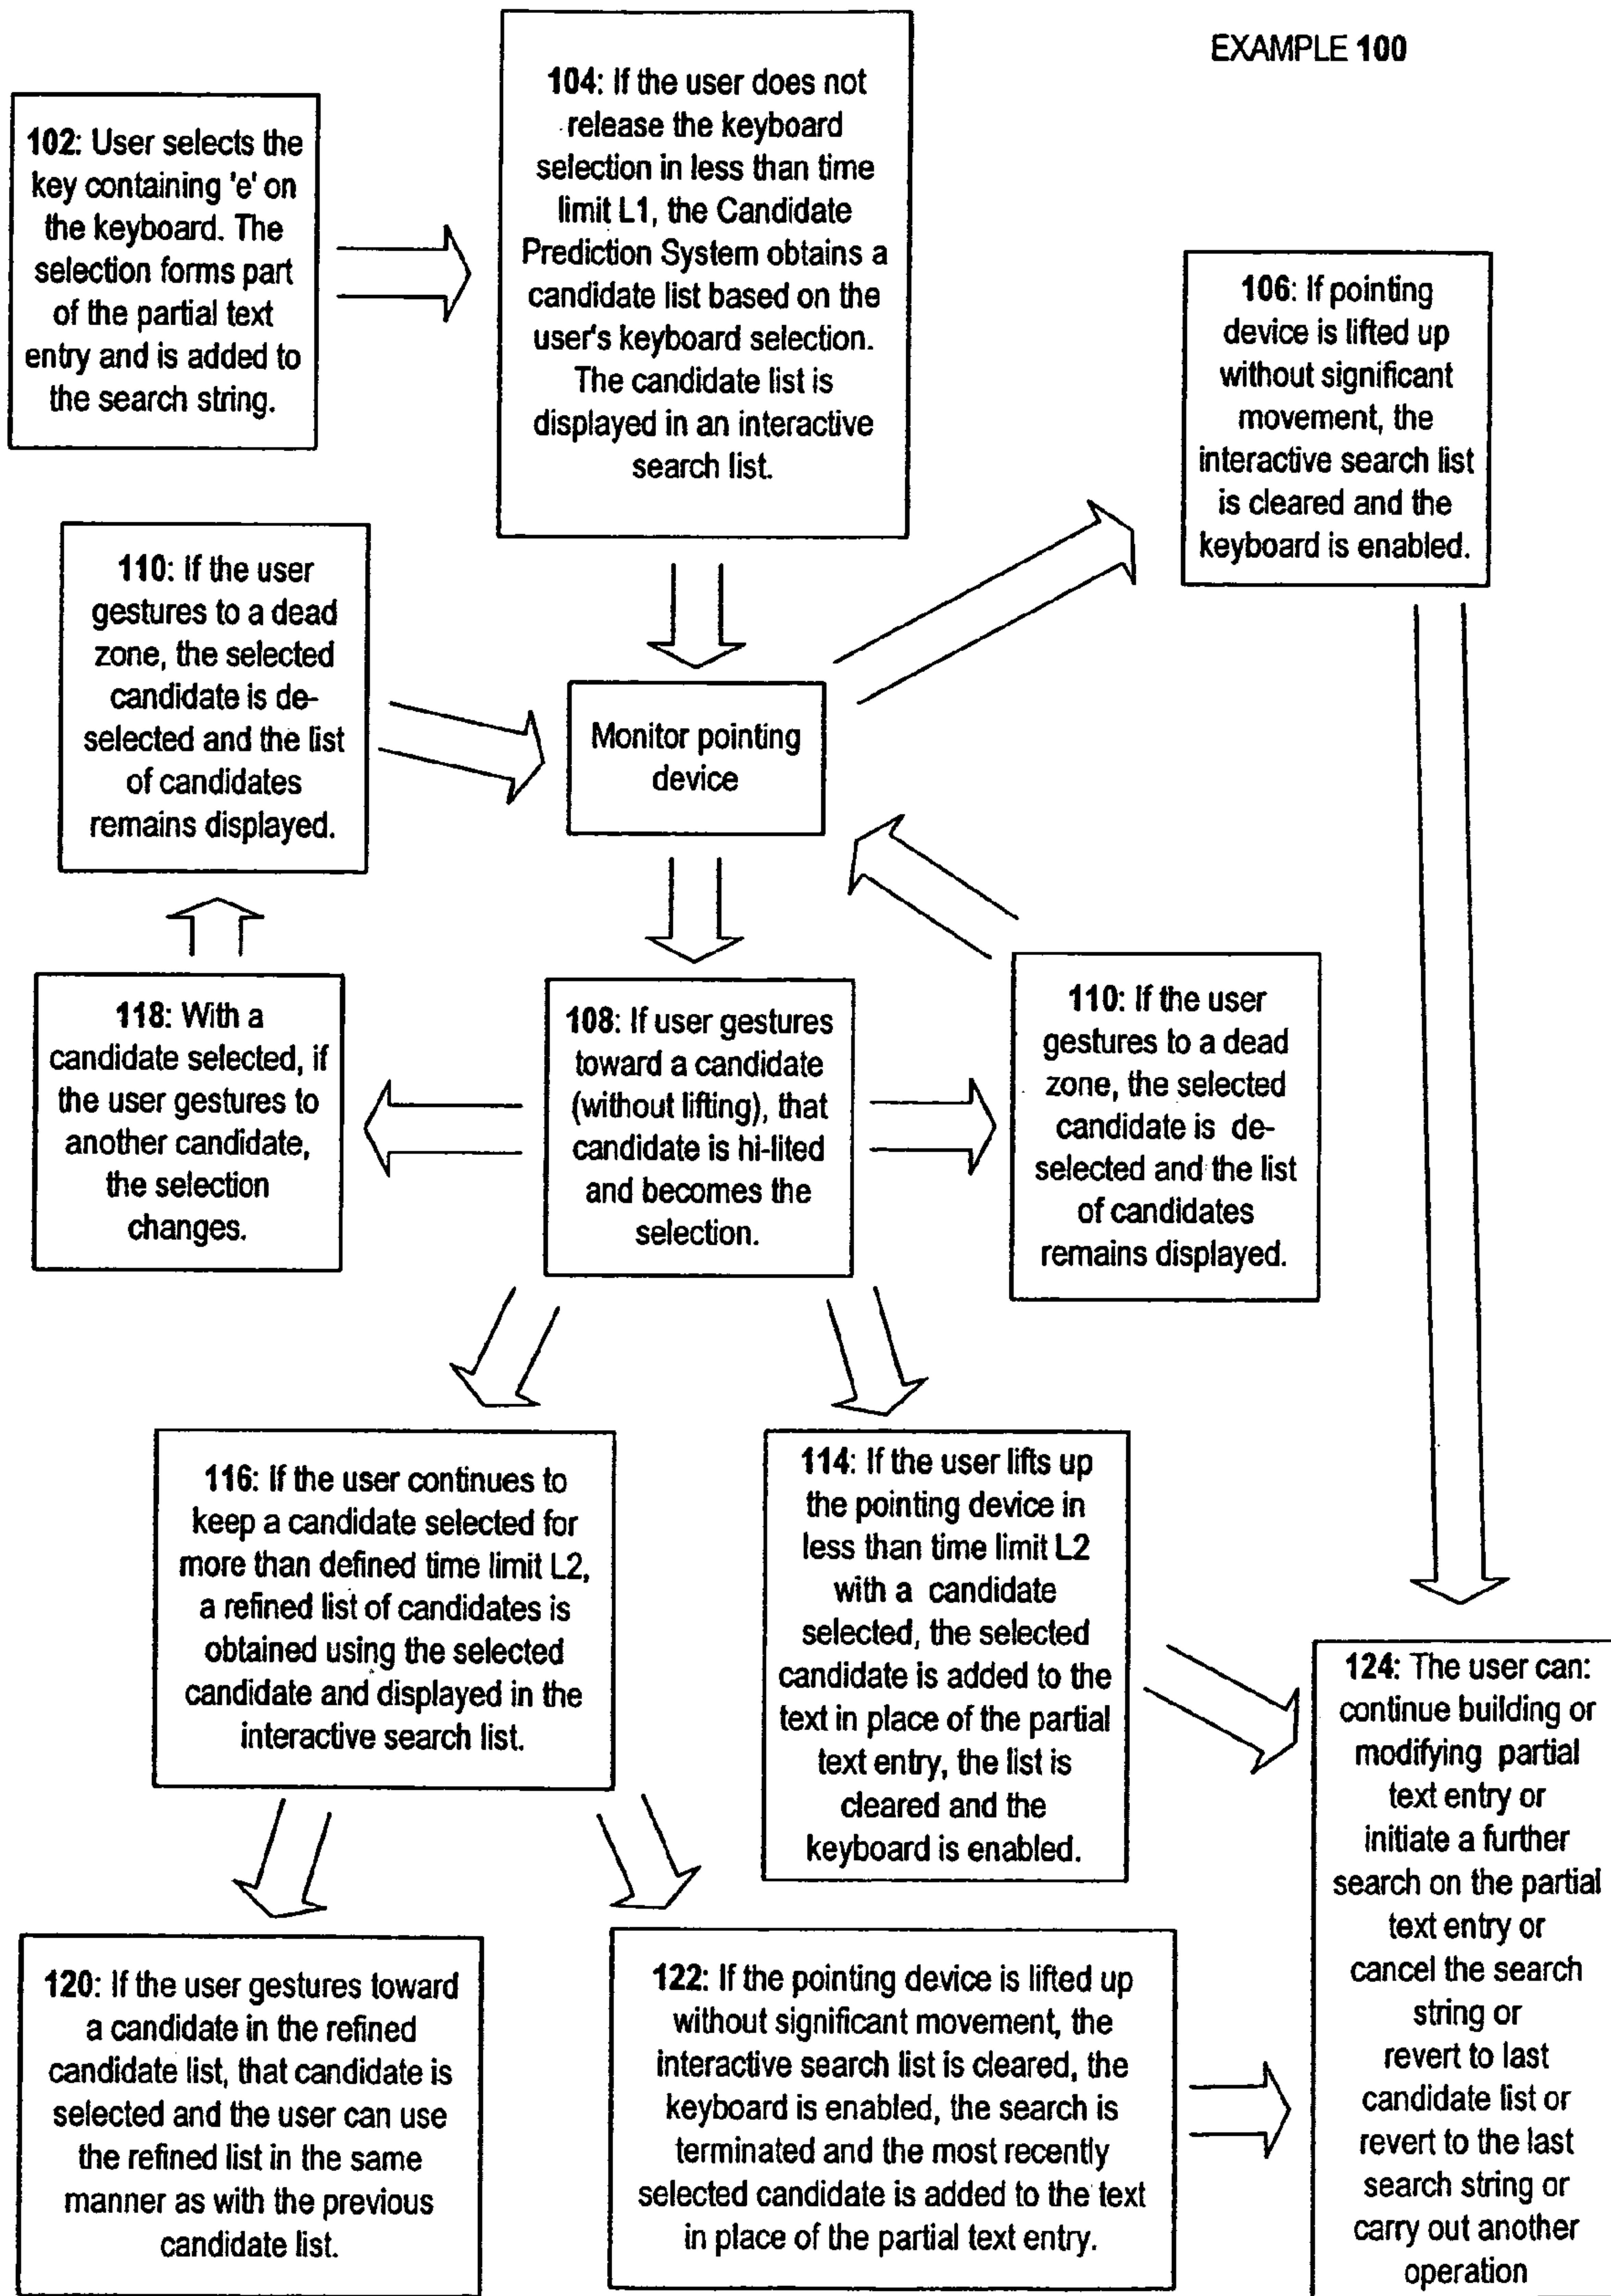 EXAMPLE 100
102: User selects the
key containing 'e' on
the keyboard. The
selection forms part
of the partial text
entry and is added to
the search string.
104: If the user does not
release the keyboard
selection in less than time
limit L1, the Candidate
Prediction System obtains a
candidate list based on the
user's keyboard selection.
The candidate list is
displayed in an interactive
search list.
106: If pointing
device is lifted up
without significant
movement, the
interactive search list
is cleared and the
keyboard is enabled.
110: If the user
gestures to a dead
zone, the selected
candidate is de-
selected and the list
of candidates
remains displayed.
Monitor pointing
device
118: With a
candidate selected, if
the user gestures to
another candidate,
the selection
changes.
108: If user gestures
toward a candidate
(without lifting), that
candidate is hi-lited
and becomes the
selection.
110: If the user
gestures to a dead
zone, the selected
candidate is de-
selected and the list
of candidates
remains displayed.
116: If the user continues to
keep a candidate selected for
more than defined time limit L2,
a refined list of candidates is
obtained using the selected
candidate and displayed in the
interactive search list.
114: If the user lifts up
the pointing device in
less than time limit L2
with a candidate
selected, the selected
candidate is added to the
text in place of the partial
text entry, the list is
cleared and the
keyboard is enabled.
124: The user can:
continue building or
modifying partial
text entry or
initiate a further
search on the partial
text entry or
cancel the search
string or
revert to last
candidate list or
revert to the last
search string or
carry out another
operation
120: If the user gestures toward
a candidate in the refined
candidate list, that candidate is
selected and the user can use
the refined list in the same
manner as with the previous
candidate list.
122: If the pointing device is lifted up
without significant movement, the
interactive search list is cleared, the
keyboard is enabled, the search is
terminated and the most recently
selected candidate is added to the text
in place of the partial text entry.